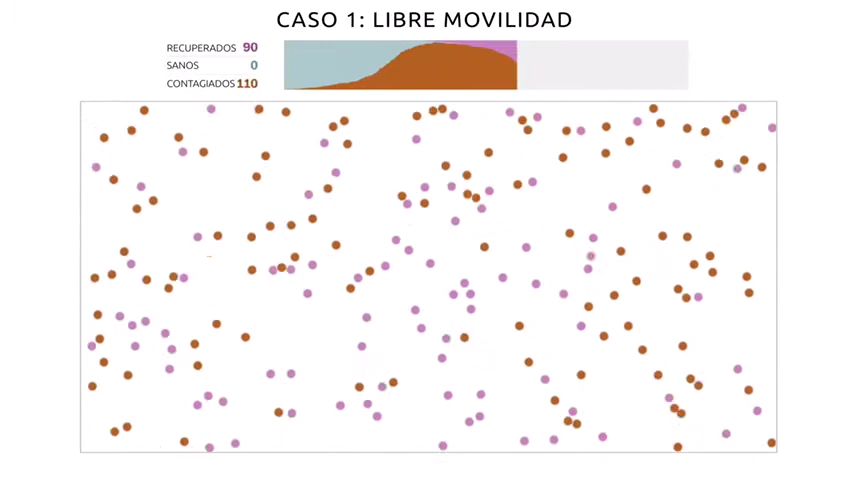 CASO 1: LIBRE MOVILIDAD
RECUPERADOS 90
SANOS 0
CONTAGIADOS 110